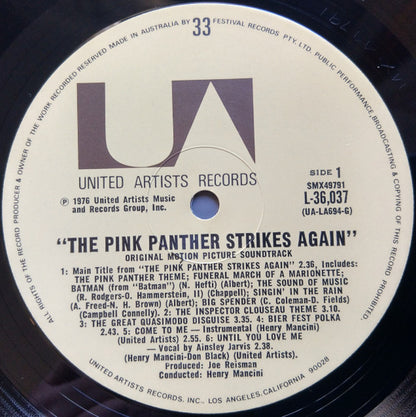 ALL RIGHTS OF THE RECORD PRODUCER & OWNER OF THE WORK RECORDED RESERVED. MADE IN AUSTRALIA BY FESTIVAL RECORDS PTY. LTD. PUBLIC PERFORMANCE, BROADCASTING & COPYING OF THIS RECORD PROHIBITED.
33
UA
UNITED ARTISTS RECORDS
SIDE 1
SMX49791
L-36,037
(UA-LA694-G)
℗ 1976 United Artists Music
and Records Group, Inc.
"THE PINK PANTHER STRIKES AGAIN"
ORIGINAL MOTION PICTURE SOUNDTRACK
1: Main Title from "THE PINK PANTHER STRIKES AGAIN" 2.36, Includes:
THE PINK PANTHER THEME; FUNERAL MARCH OF A MARIONETTE;
BATMAN (from "Batman") (N. Hefti) (Albert); THE SOUND OF MUSIC
(R. Rodgers-O. Hammerstein, II) (Chappell); SINGIN' IN THE RAIN
(A. Freed-N. H. Brown) (Albert); BIG SPENDER (C. Coleman-D. Fields)
(Campbell Connelly). 2: THE INSPECTOR CLOUSEAU THEME 3.10.
3: THE GREAT QUASIMODO DISGUISE 3.35. 4: BIER FEST POLKA
2.43. 5: COME TO ME — Instrumental (Henry Mancini)
(United Artists) 2.55. 6: UNTIL YOU LOVE ME
— Vocal by Ainsley Jarvis 2.32.
(Henry Mancini-Don Black) (United Artists).
Produced: Joe Reisman
Conducted: Henry Mancini
UNITED ARTISTS RECORDS, INC., LOS ANGELES, CALIFORNIA 90028